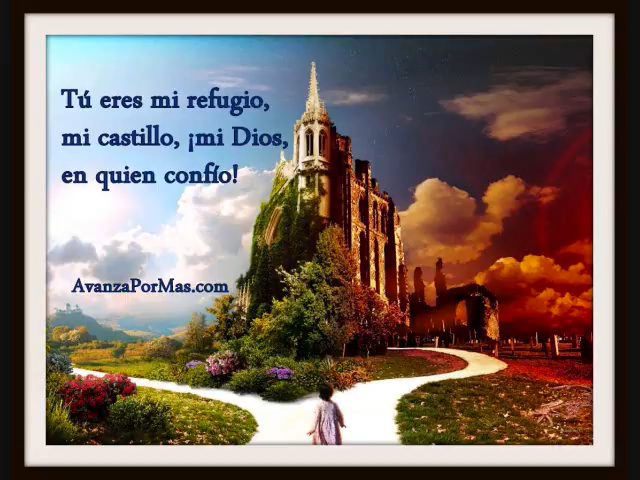 Tú eres mi refugio,
mi castillo, ¡mi Dios,
en quien confío!
AvanzaPorMas.com